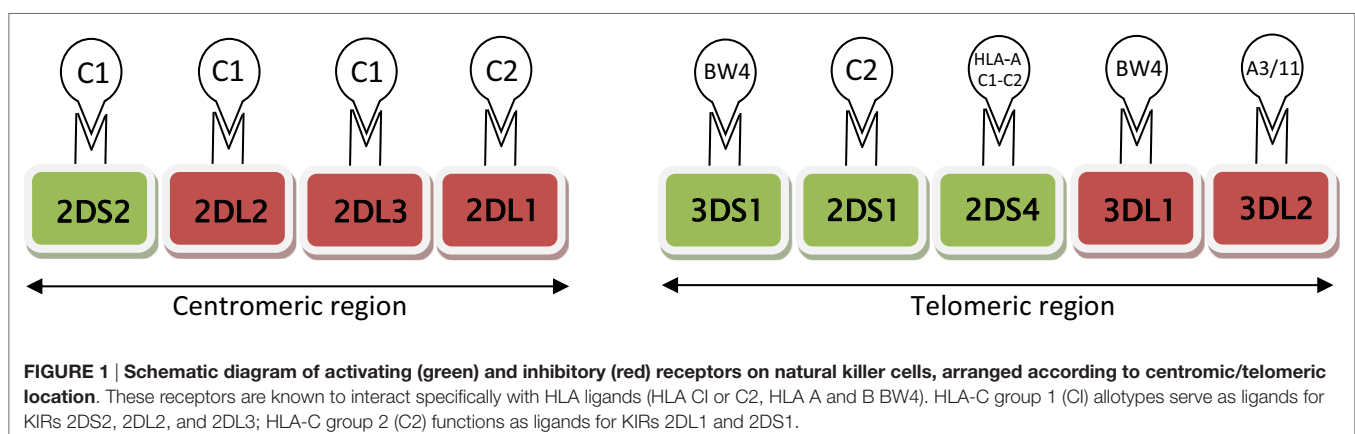 C1 C1 C1 C2 BW4 C2 HLA-A BW4 A3/11
C1-C2
2DS2 2DL2 2DL3 2DL1 3DS1 2DS1 2DS4 3DL1 3DL2
Centromeric region Telomeric region
FIGURE 1 | Schematic diagram of activating (green) and inhibitory (red) receptors on natural killer cells, arranged according to centromic/telomeric
location. These receptors are known to interact specifically with HLA ligands (HLA CI or C2, HLA A and B BW4). HLA-C group 1 (CI) allotypes serve as ligands for
KIRs 2DS2, 2DL2, and 2DL3; HLA-C group 2 (C2) functions as ligands for KIRs 2DL1 and 2DS1.